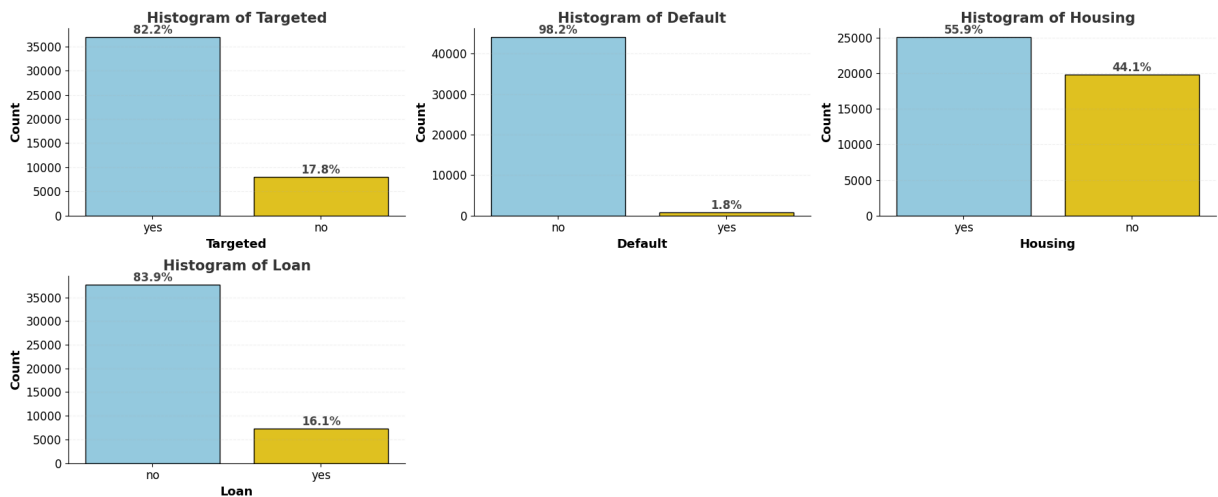 Histogram of Targeted
82.2%
35000
30000
25000
20000
15000
10000
5000
0
17.8%
yes
no
Targeted
Count
Histogram of Default
98.2%
40000
30000
20000
10000
0
1.8%
no
yes
Default
Count
Histogram of Housing
55.9%
44.1%
25000
20000
15000
10000
5000
0
yes
no
Housing
Count
Histogram of Loan
83.9%
35000
30000
25000
20000
15000
10000
5000
0
16.1%
no
yes
Loan
Count